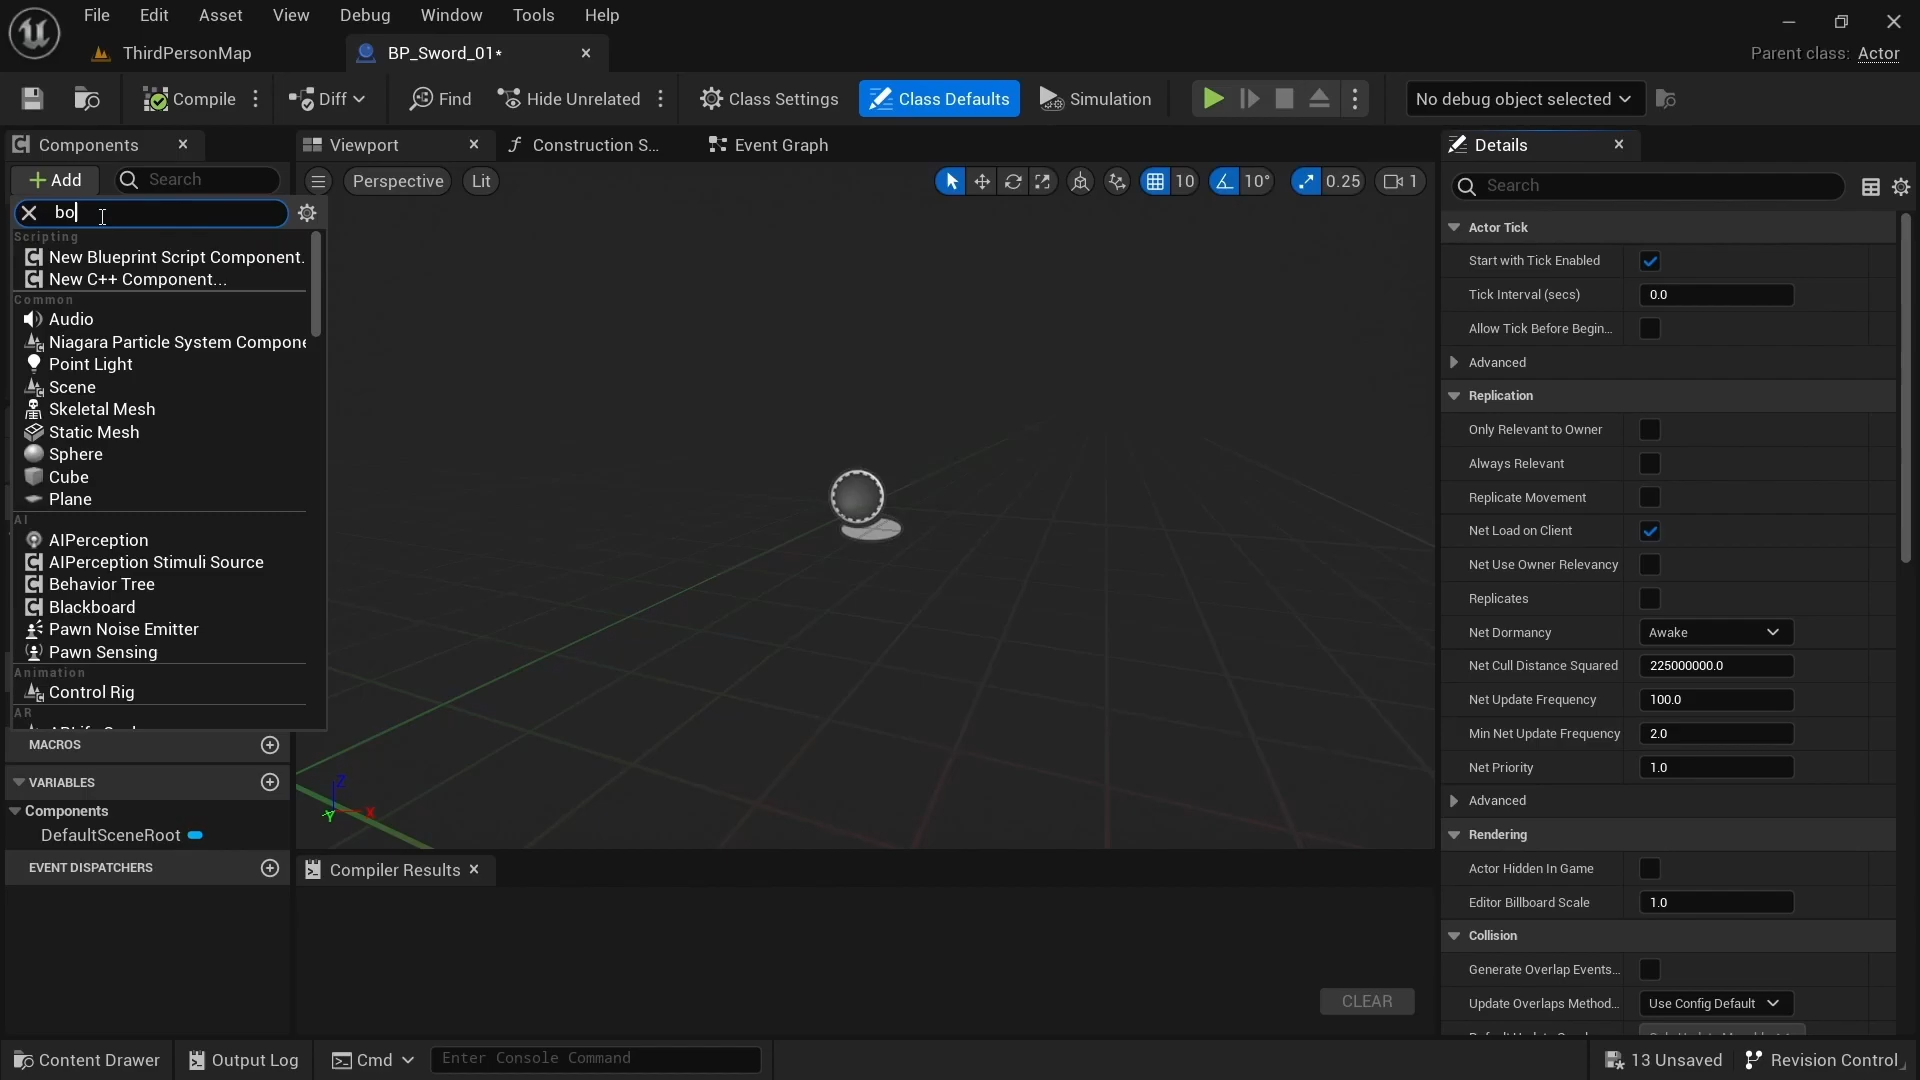 File Edit Asset View Debug Window Tools Help
ThirdPersonMap
BP_Sword_01*
Parent class: Actor
Compile
Diff
Find
Hide Unrelated
Class Settings
Class Defaults
Simulation
No debug object selected
Components
Viewport
Construction S...
Event Graph
Details
Add
Search
Perspective
Lit
10
10°
0.25
1
Search
bo
Scripting
New Blueprint Script Component.
New C++ Component...
Common
Audio
Niagara Particle System Compone
Point Light
Scene
Skeletal Mesh
Static Mesh
Sphere
Cube
Plane
AI
AIPerception
AIPerception Stimuli Source
Behavior Tree
Blackboard
Pawn Noise Emitter
Pawn Sensing
Animation
Control Rig
AR
MACROS
VARIABLES
Components
DefaultSceneRoot
EVENT DISPATCHERS
Z
Y
X
Compiler Results
CLEAR
Actor Tick
Start with Tick Enabled
Tick Interval (secs) 0.0
Allow Tick Before Begin...
Advanced
Replication
Only Relevant to Owner
Always Relevant
Replicate Movement
Net Load on Client
Net Use Owner Relevancy
Replicates
Net Dormancy Awake
Net Cull Distance Squared 225000000.0
Net Update Frequency 100.0
Min Net Update Frequency 2.0
Net Priority 1.0
Advanced
Rendering
Actor Hidden In Game
Editor Billboard Scale 1.0
Collision
Generate Overlap Events...
Update Overlaps Method... Use Config Default
Content Drawer
Output Log
Cmd
Enter Console Command
13 Unsaved
Revision Control